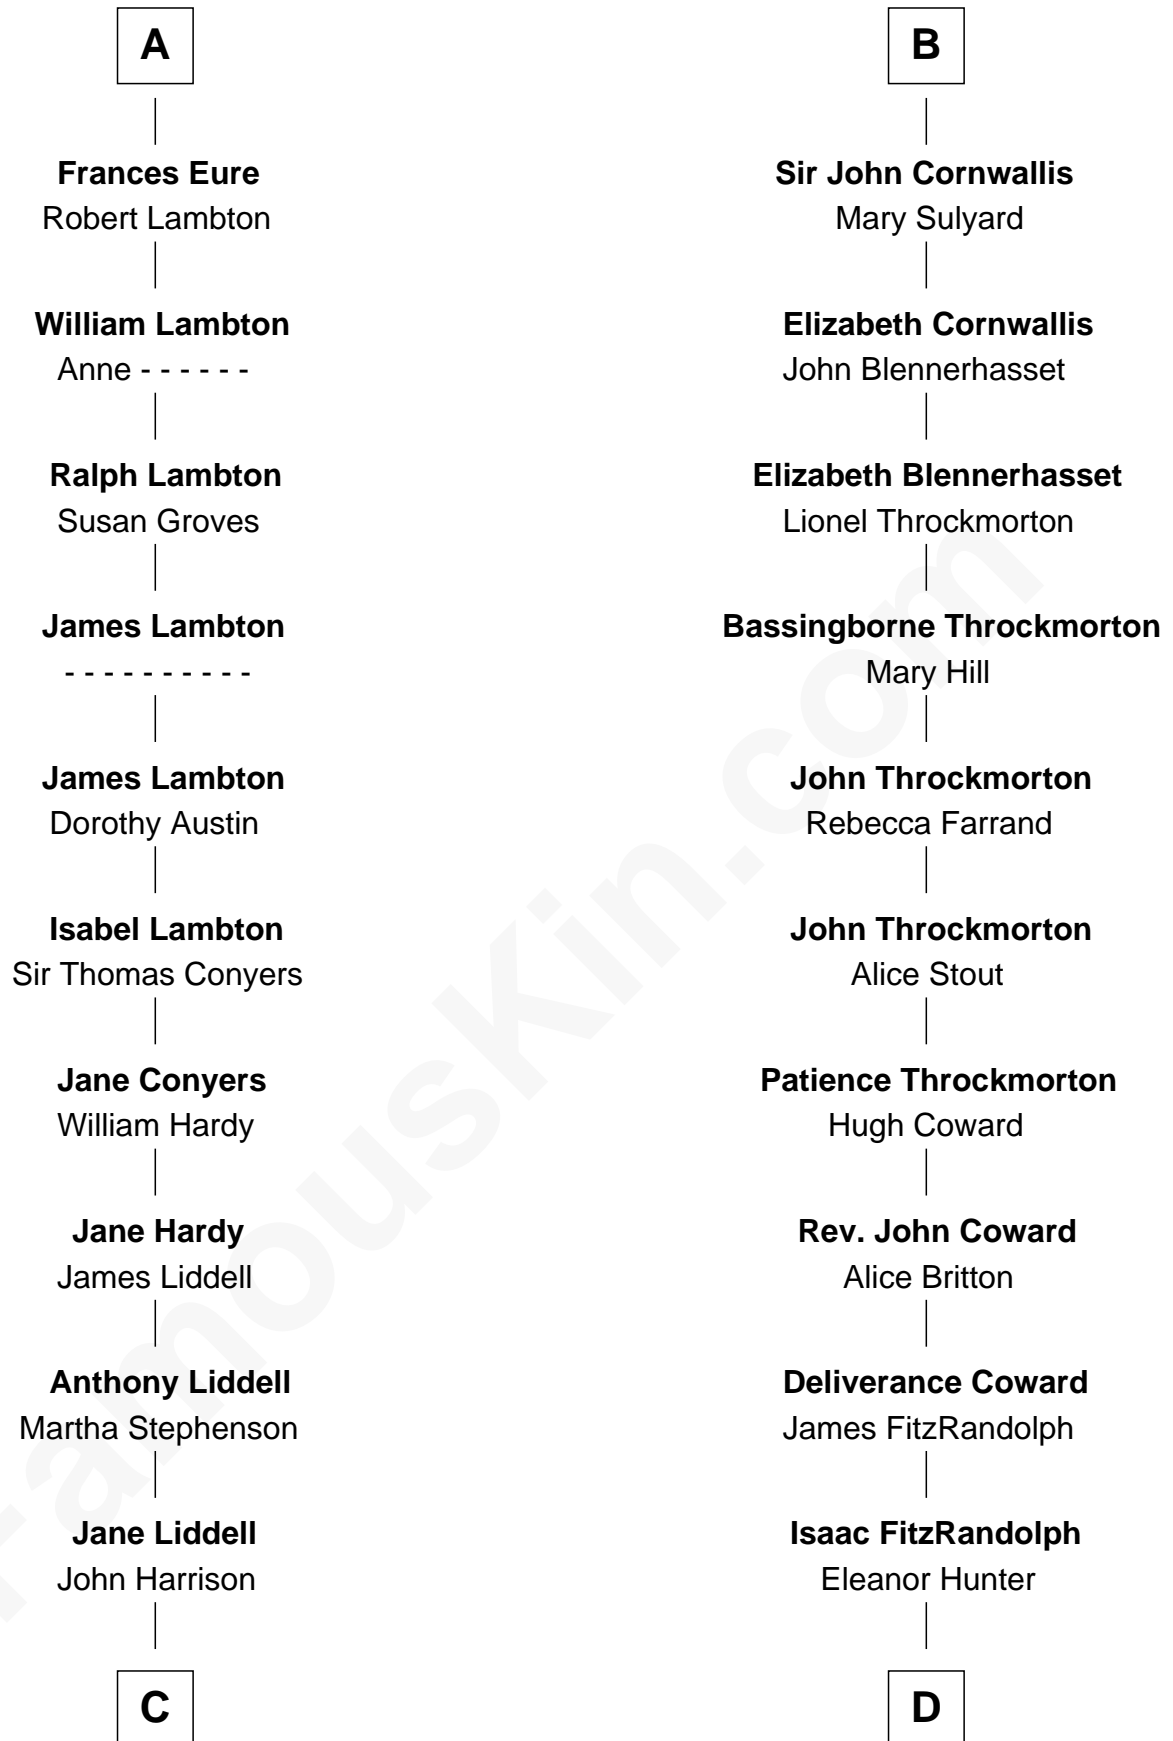 A
Frances Eure
Robert Lambton
William Lambton
Anne - - - - - -
Ralph Lambton
Susan Groves
James Lambton
- - - - - - - - - -
James Lambton
Dorothy Austin
Isabel Lambton
Sir Thomas Conyers
Jane Conyers
William Hardy
Jane Hardy
James Liddell
Anthony Liddell
Martha Stephenson
Jane Liddell
John Harrison
C
B
Sir John Cornwallis
Mary Sulyard
Elizabeth Cornwallis
John Blennerhasset
Elizabeth Blennerhasset
Lionel Throckmorton
Bassingborne Throckmorton
Mary Hill
John Throckmorton
Rebecca Farrand
John Throckmorton
Alice Stout
Patience Throckmorton
Hugh Coward
Rev. John Coward
Alice Britton
Deliverance Coward
James FitzRandolph
Isaac FitzRandolph
Eleanor Hunter
D
FamousKin.com